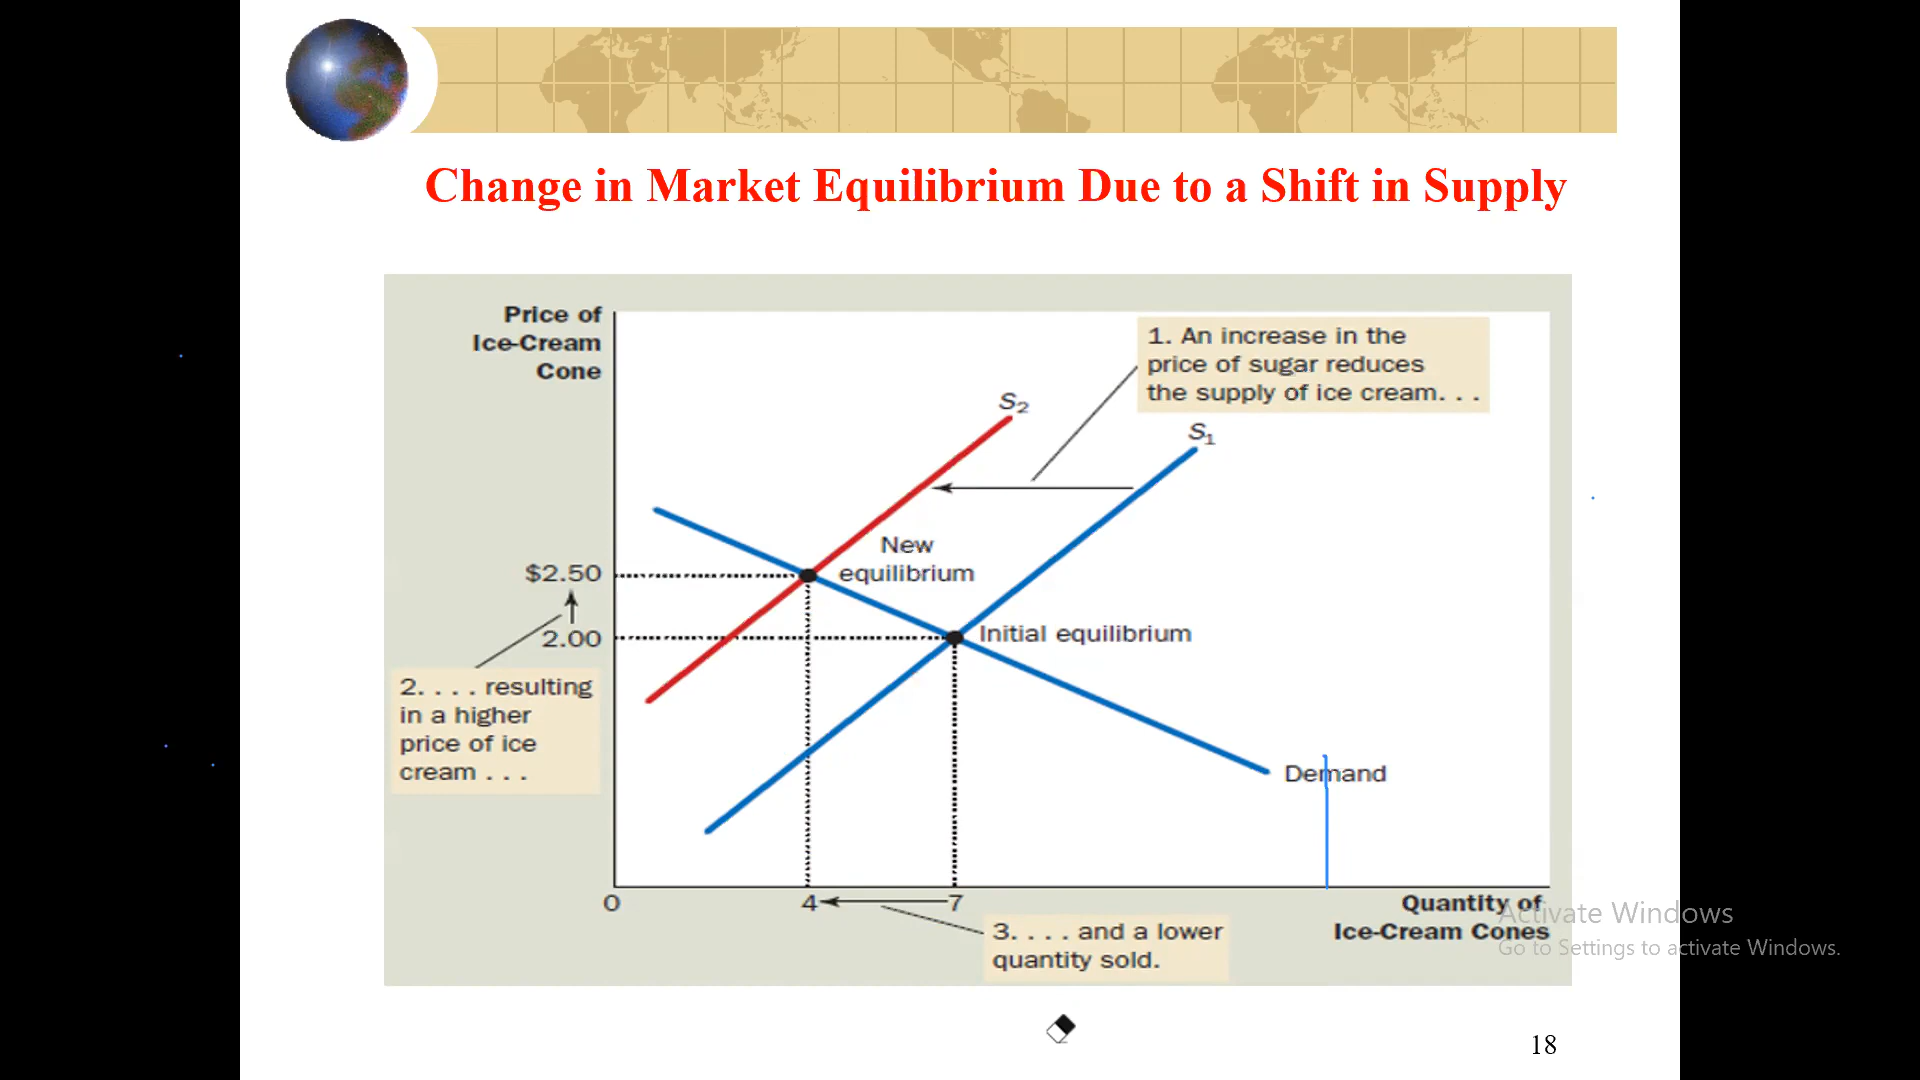 Change in Market Equilibrium Due to a Shift in Supply
Price of
Ice-Cream
Cone
1. An increase in the
price of sugar reduces
the supply of ice cream. . .
S2
S1
New
equilibrium
$2.50
Initial equilibrium
2.00
2. . . . resulting
in a higher
price of ice
cream . . .
Demand
0
4
7
Quantity of
Ice-Cream Cones
3. . . . and a lower
quantity sold.
Activate Windows
Go to Settings to activate Windows.
18